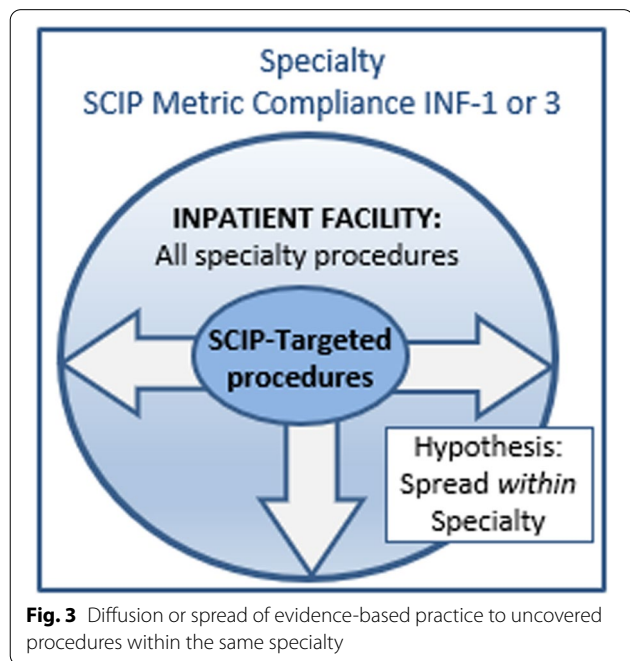 Specialty
SCIP Metric Compliance INF-1 or 3
INPATIENT FACILITY:
All specialty procedures
SCIP-Targeted
procedures
Hypothesis:
Spread within
Specialty
Fig. 3 Diffusion or spread of evidence-based practice to uncovered
procedures within the same specialty